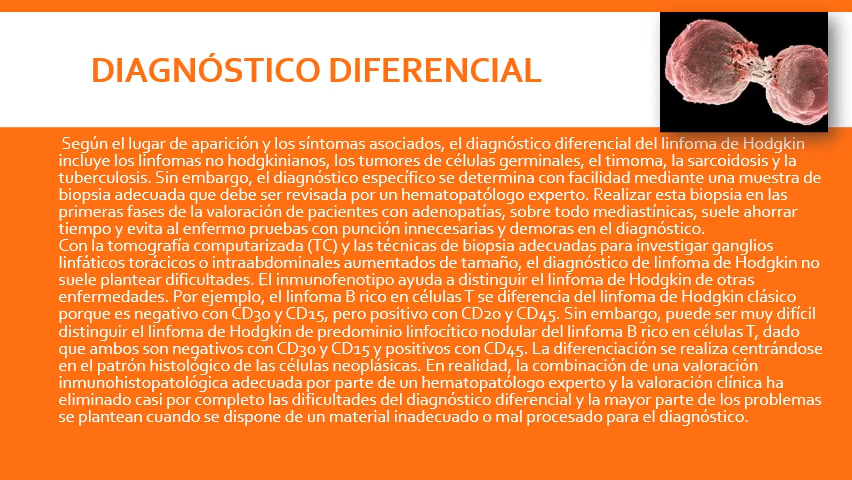 DIAGNÓSTICO DIFERENCIAL
Según el lugar de aparición y los síntomas asociados, el diagnóstico diferencial del linfoma de Hodgkin
incluye los linfomas no hodgkinianos, los tumores de células germinales, el timoma, la sarcoidosis y la
tuberculosis. Sin embargo, el diagnóstico específico se determina con facilidad mediante una muestra de
biopsia adecuada que debe ser revisada por un hematopatólogo experto. Realizar esta biopsia en las
primeras fases de la valoración de pacientes con adenopatías, sobre todo mediastínicas, suele ahorrar
tiempo y evita al enfermo pruebas con punción innecesarias y demoras en el diagnóstico.
Con la tomografía computarizada (TC) y las técnicas de biopsia adecuadas para investigar ganglios
linfáticos torácicos o intraabdominales aumentados de tamaño, el diagnóstico de linfoma de Hodgkin no
suele plantear dificultades. El inmunofenotipo ayuda a distinguir el linfoma de Hodgkin de otras
enfermedades. Por ejemplo, el linfoma B rico en células T se diferencia del linfoma de Hodgkin clásico
porque es negativo con CD30 y CD15, pero positivo con CD20 y CD45. Sin embargo, puede ser muy difícil
distinguir el linfoma de Hodgkin de predominio linfocítico nodular del linfoma B rico en células T, dado
que ambos son negativos con CD30 y CD15 y positivos con CD45. La diferenciación se realiza centrándose
en el patrón histológico de las células neoplásicas. En realidad, la combinación de una valoración
inmunohistopatológica adecuada por parte de un hematopatólogo experto y la valoración clínica ha
eliminado casi por completo las dificultades del diagnóstico diferencial y la mayor parte de los problemas
se plantean cuando se dispone de un material inadecuado o mal procesado para el diagnóstico.